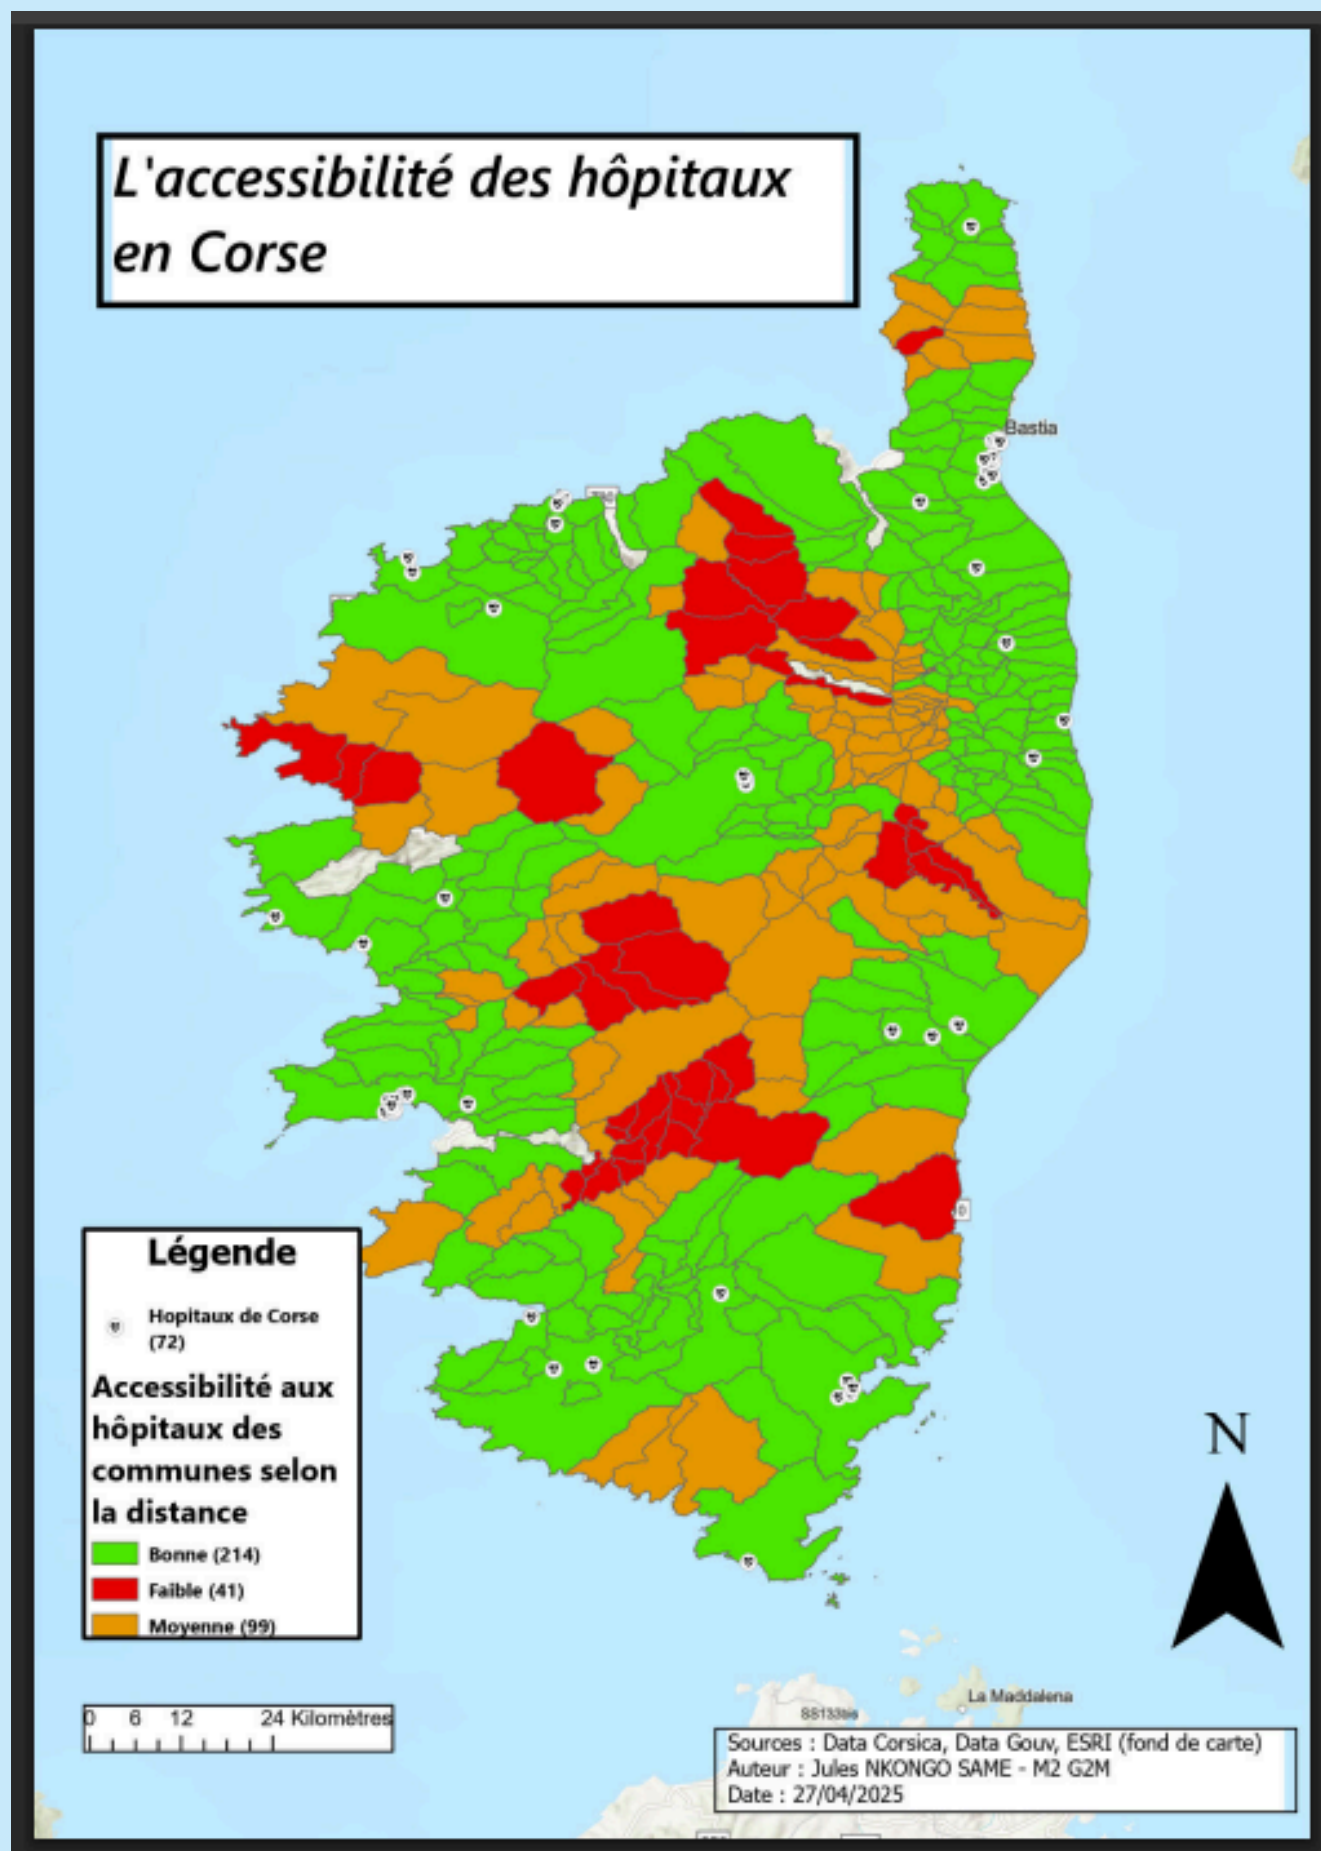 L'accessibilité des hôpitaux
en Corse
Bastia
Légende
Hopitaux de Corse
(72)
Accessibilité aux
hôpitaux des
communes selon
la distance
Bonne (214)
Faible (41)
Moyenne (99)
N
0 6 12 24 Kilomètres
La Maddalena
SS133bis
Sources : Data Corsica, Data Gouv, ESRI (fond de carte)
Auteur : Jules NKONGO SAME - M2 G2M
Date : 27/04/2025